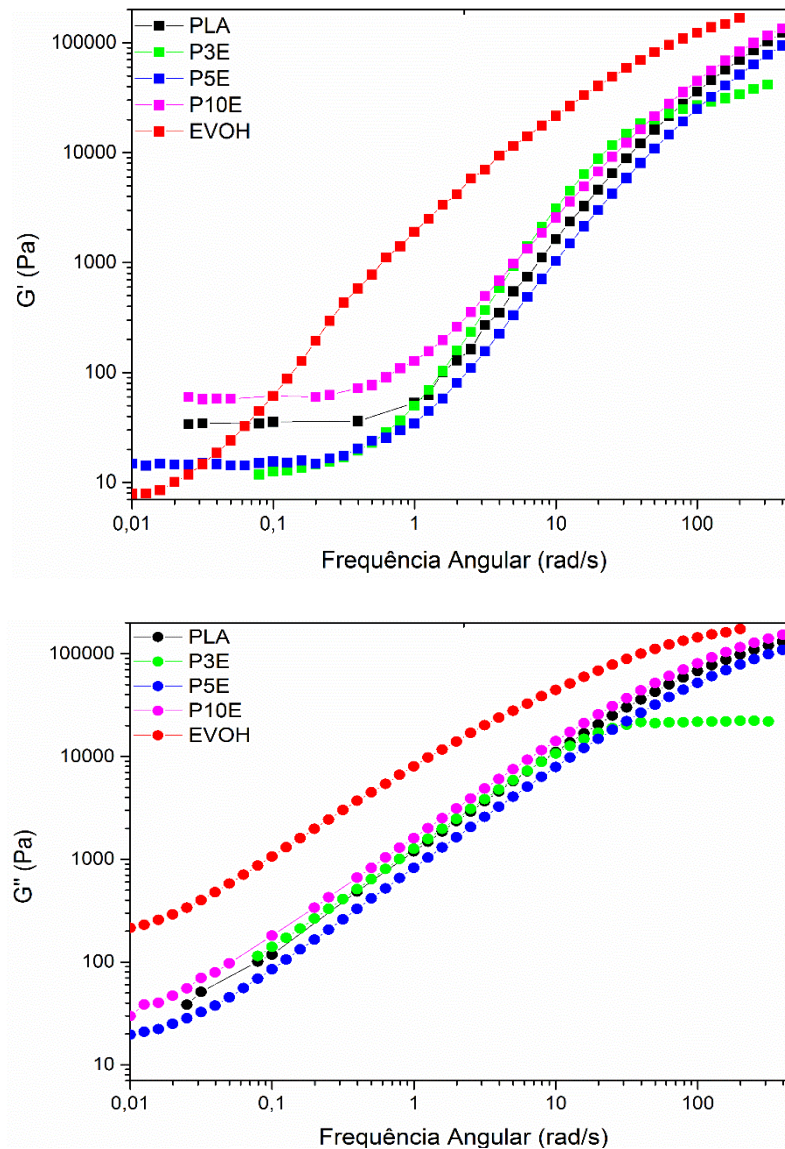 PLA
P3E
P5E
P10E
EVOH
100000
10000
1000
100
10
G' (Pa)
0,01
0,1
1
10
100
Frequência Angular (rad/s)
PLA
P3E
P5E
P10E
EVOH
100000
10000
1000
100
10
G" (Pa)
0,01
0,1
1
10
100
Frequência Angular (rad/s)